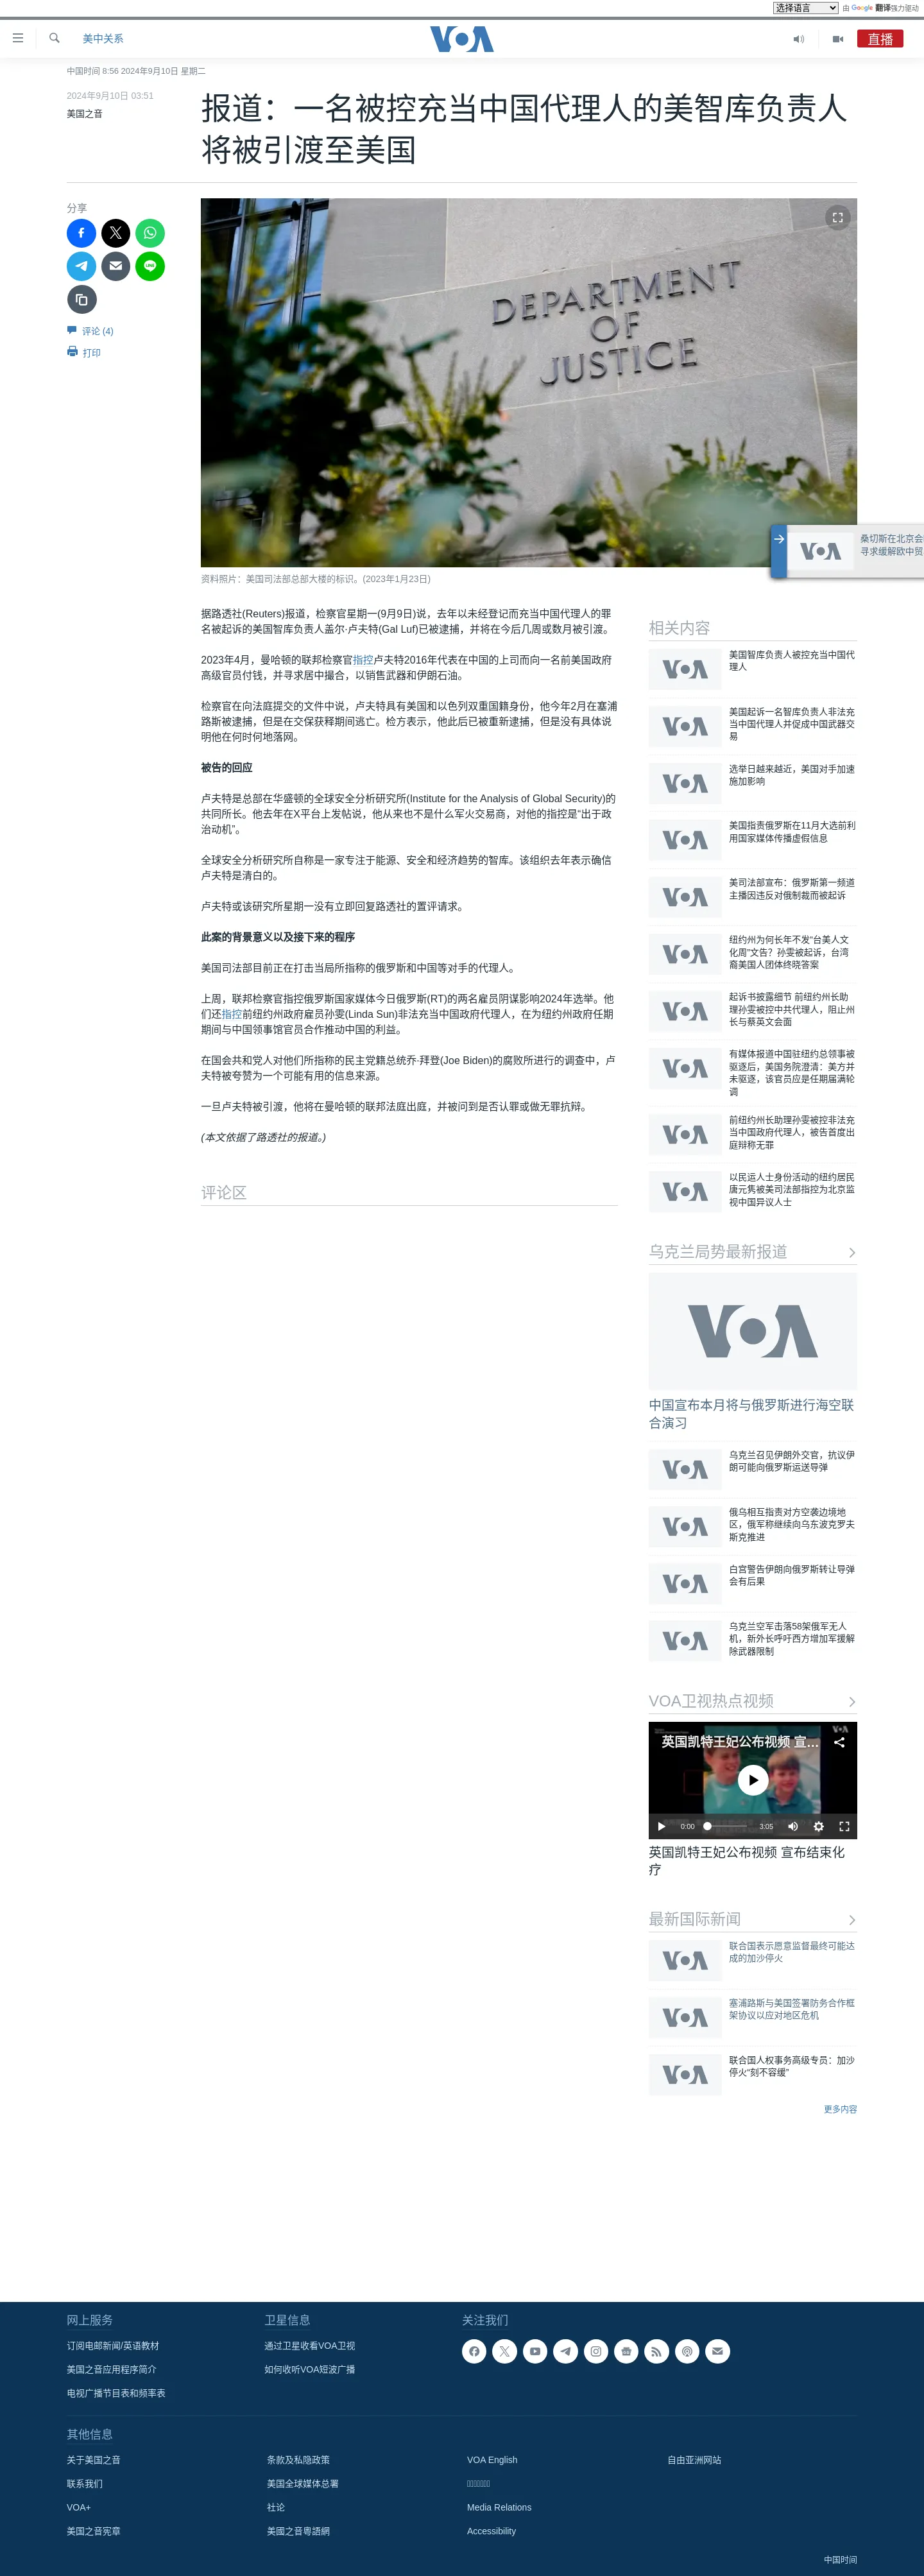 选择语言
由 Google 翻译强力驱动
美中关系
VOA
直播
中国时间 8:56 2024年9月10日 星期二
2024年9月10日 03:51
美国之音
报道：一名被控充当中国代理人的美智库负责人
将被引渡至美国
分享
评论 (4)
打印
DEPARTMENT
OF
JUSTICE
桑切斯在北京会
寻求缓解欧中贸
VOA
资料照片：美国司法部总部大楼的标识。(2023年1月23日)
据路透社(Reuters)报道，检察官星期一(9月9日)说，去年以未经登记而充当中国代理人的罪
名被起诉的美国智库负责人盖尔·卢夫特(Gal Luf)已被逮捕，并将在今后几周或数月被引渡。
2023年4月，曼哈顿的联邦检察官指控卢夫特2016年代表在中国的上司而向一名前美国政府
高级官员付钱，并寻求居中撮合，以销售武器和伊朗石油。
检察官在向法庭提交的文件中说，卢夫特具有美国和以色列双重国籍身份，他今年2月在塞浦
路斯被逮捕，但是在交保获释期间逃亡。检方表示，他此后已被重新逮捕，但是没有具体说
明他在何时何地落网。
被告的回应
卢夫特是总部在华盛顿的全球安全分析研究所(Institute for the Analysis of Global Security)的
共同所长。他去年在X平台上发帖说，他从来也不是什么军火交易商，对他的指控是“出于政
治动机”。
全球安全分析研究所自称是一家专注于能源、安全和经济趋势的智库。该组织去年表示确信
卢夫特是清白的。
卢夫特或该研究所星期一没有立即回复路透社的置评请求。
此案的背景意义以及接下来的程序
美国司法部目前正在打击当局所指称的俄罗斯和中国等对手的代理人。
上周，联邦检察官指控俄罗斯国家媒体今日俄罗斯(RT)的两名雇员阴谋影响2024年选举。他
们还指控前纽约州政府雇员孙雯(Linda Sun)非法充当中国政府代理人，在为纽约州政府任期
期间与中国领事馆官员合作推动中国的利益。
在国会共和党人对他们所指称的民主党籍总统乔·拜登(Joe Biden)的腐败所进行的调查中，卢
夫特被夸赞为一个可能有用的信息来源。
一旦卢夫特被引渡，他将在曼哈顿的联邦法庭出庭，并被问到是否认罪或做无罪抗辩。
(本文依据了路透社的报道。)
评论区
相关内容
VOA
美国智库负责人被控充当中国代
理人
VOA
美国起诉一名智库负责人非法充
当中国代理人并促成中国武器交
易
VOA
选举日越来越近，美国对手加速
施加影响
VOA
美国指责俄罗斯在11月大选前利
用国家媒体传播虚假信息
VOA
美司法部宣布：俄罗斯第一频道
主播因违反对俄制裁而被起诉
VOA
纽约州为何长年不发“台美人文
化周”文告？孙雯被起诉，台湾
裔美国人团体终晓答案
VOA
起诉书披露细节 前纽约州长助
理孙雯被控中共代理人，阻止州
长与蔡英文会面
VOA
有媒体报道中国驻纽约总领事被
驱逐后，美国务院澄清：美方并
未驱逐，该官员应是任期届满轮
调
VOA
前纽约州长助理孙雯被控非法充
当中国政府代理人，被告首度出
庭辩称无罪
VOA
以民运人士身份活动的纽约居民
唐元隽被美司法部指控为北京监
视中国异议人士
VOA
乌克兰局势最新报道
VOA
中国宣布本月将与俄罗斯进行海空联
合演习
VOA
乌克兰召见伊朗外交官，抗议伊
朗可能向俄罗斯运送导弹
VOA
俄乌相互指责对方空袭边境地
区，俄军称继续向乌东波克罗夫
斯克推进
VOA
白宫警告伊朗向俄罗斯转让导弹
会有后果
VOA
乌克兰空军击落58架俄军无人
机，新外长呼吁西方增加军援解
除武器限制
VOA卫视热点视频
英国凯特王妃公布视频 宣...
VOA
0:00
3:05
英国凯特王妃公布视频 宣布结束化
疗
最新国际新闻
VOA
联合国表示愿意监督最终可能达
成的加沙停火
VOA
塞浦路斯与美国签署防务合作框
架协议以应对地区危机
VOA
联合国人权事务高级专员：加沙
停火“刻不容缓”
更多内容
网上服务
订阅电邮新闻/英语教材
美国之音应用程序简介
电视广播节目表和频率表
卫星信息
通过卫星收看VOA卫视
如何收听VOA短波广播
关注我们
其他信息
关于美国之音
联系我们
VOA+
美国之音宪章
条款及私隐政策
美国全球媒体总署
社论
美國之音粵語網
VOA English
Media Relations
Accessibility
自由亚洲网站
中国时间